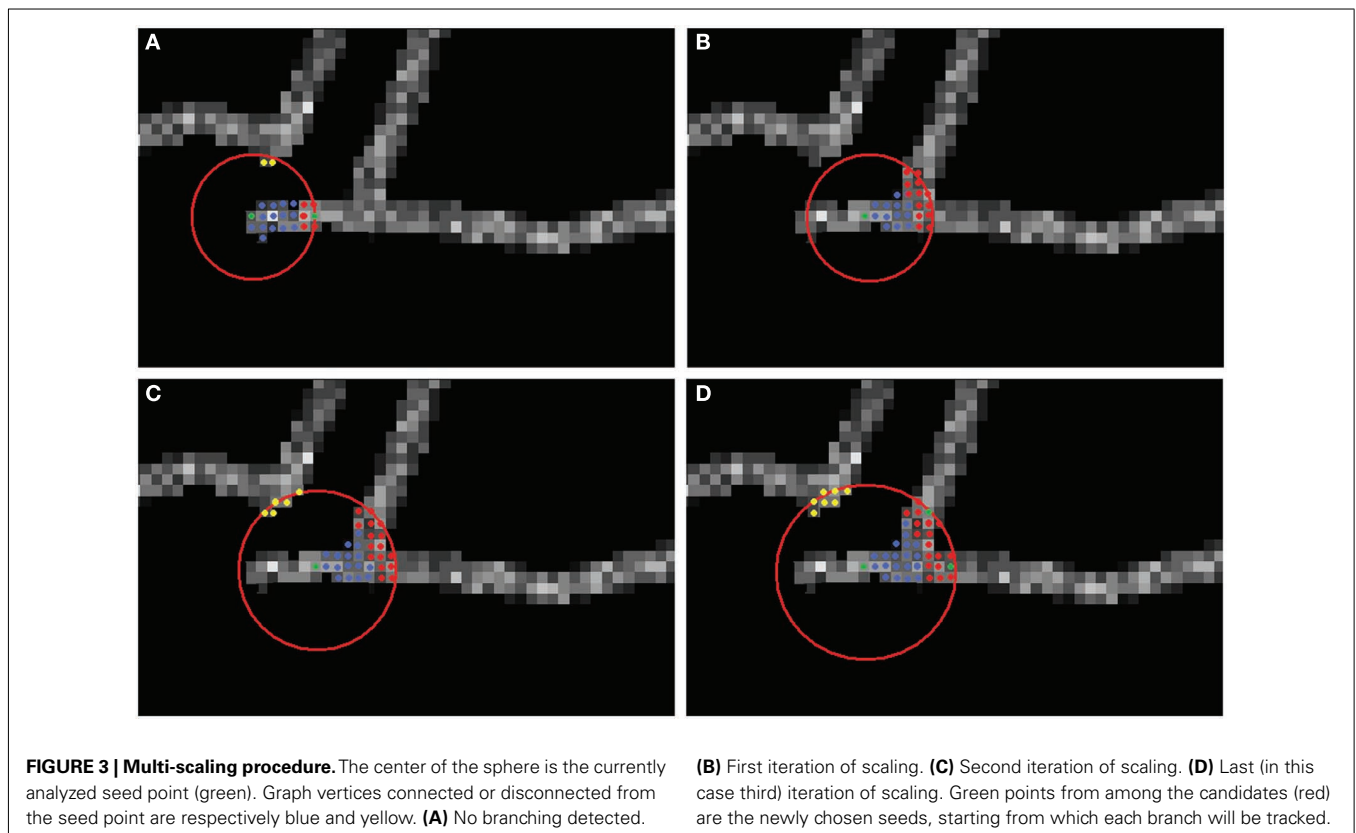 A
B
C
D
FIGURE 3 | Multi-scaling procedure. The center of the sphere is the currently
analyzed seed point (green). Graph vertices connected or disconnected from
the seed point are respectively blue and yellow. (A) No branching detected.
(B) First iteration of scaling. (C) Second iteration of scaling. (D) Last (in this
case third) iteration of scaling. Green points from among the candidates (red)
are the newly chosen seeds, starting from which each branch will be tracked.